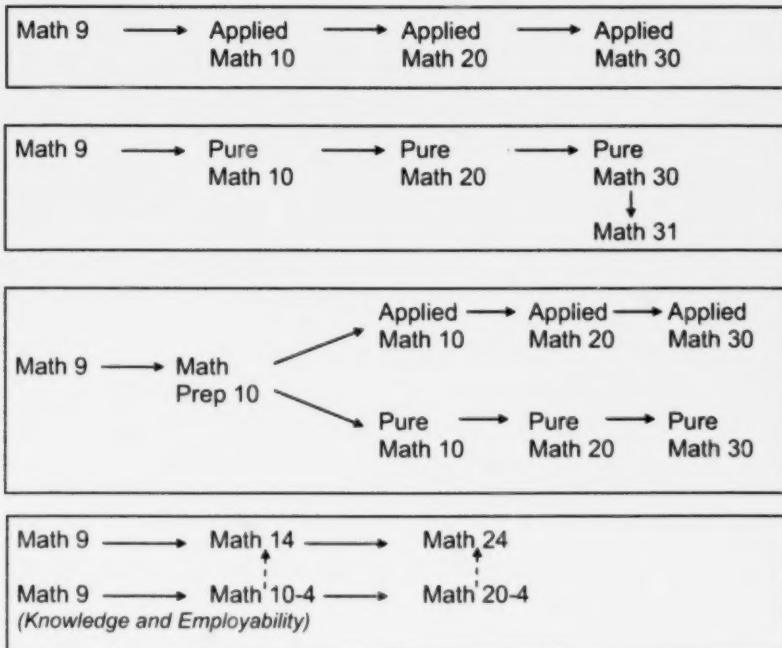 Math 9 Applied Applied Applied
Math 10 Math 20 Math 30
Math 9 Pure Pure Pure
Math 10 Math 20 Math 30
Math 31
Applied Applied Applied
Math 10 Math 20 Math 30
Math 9 Math
Prep 10
Pure Pure Pure
Math 10 Math 20 Math 30
Math 9 Math 14 Math 24
Math 9 Math 10-4 Math 20-4
(Knowledge and Employability)